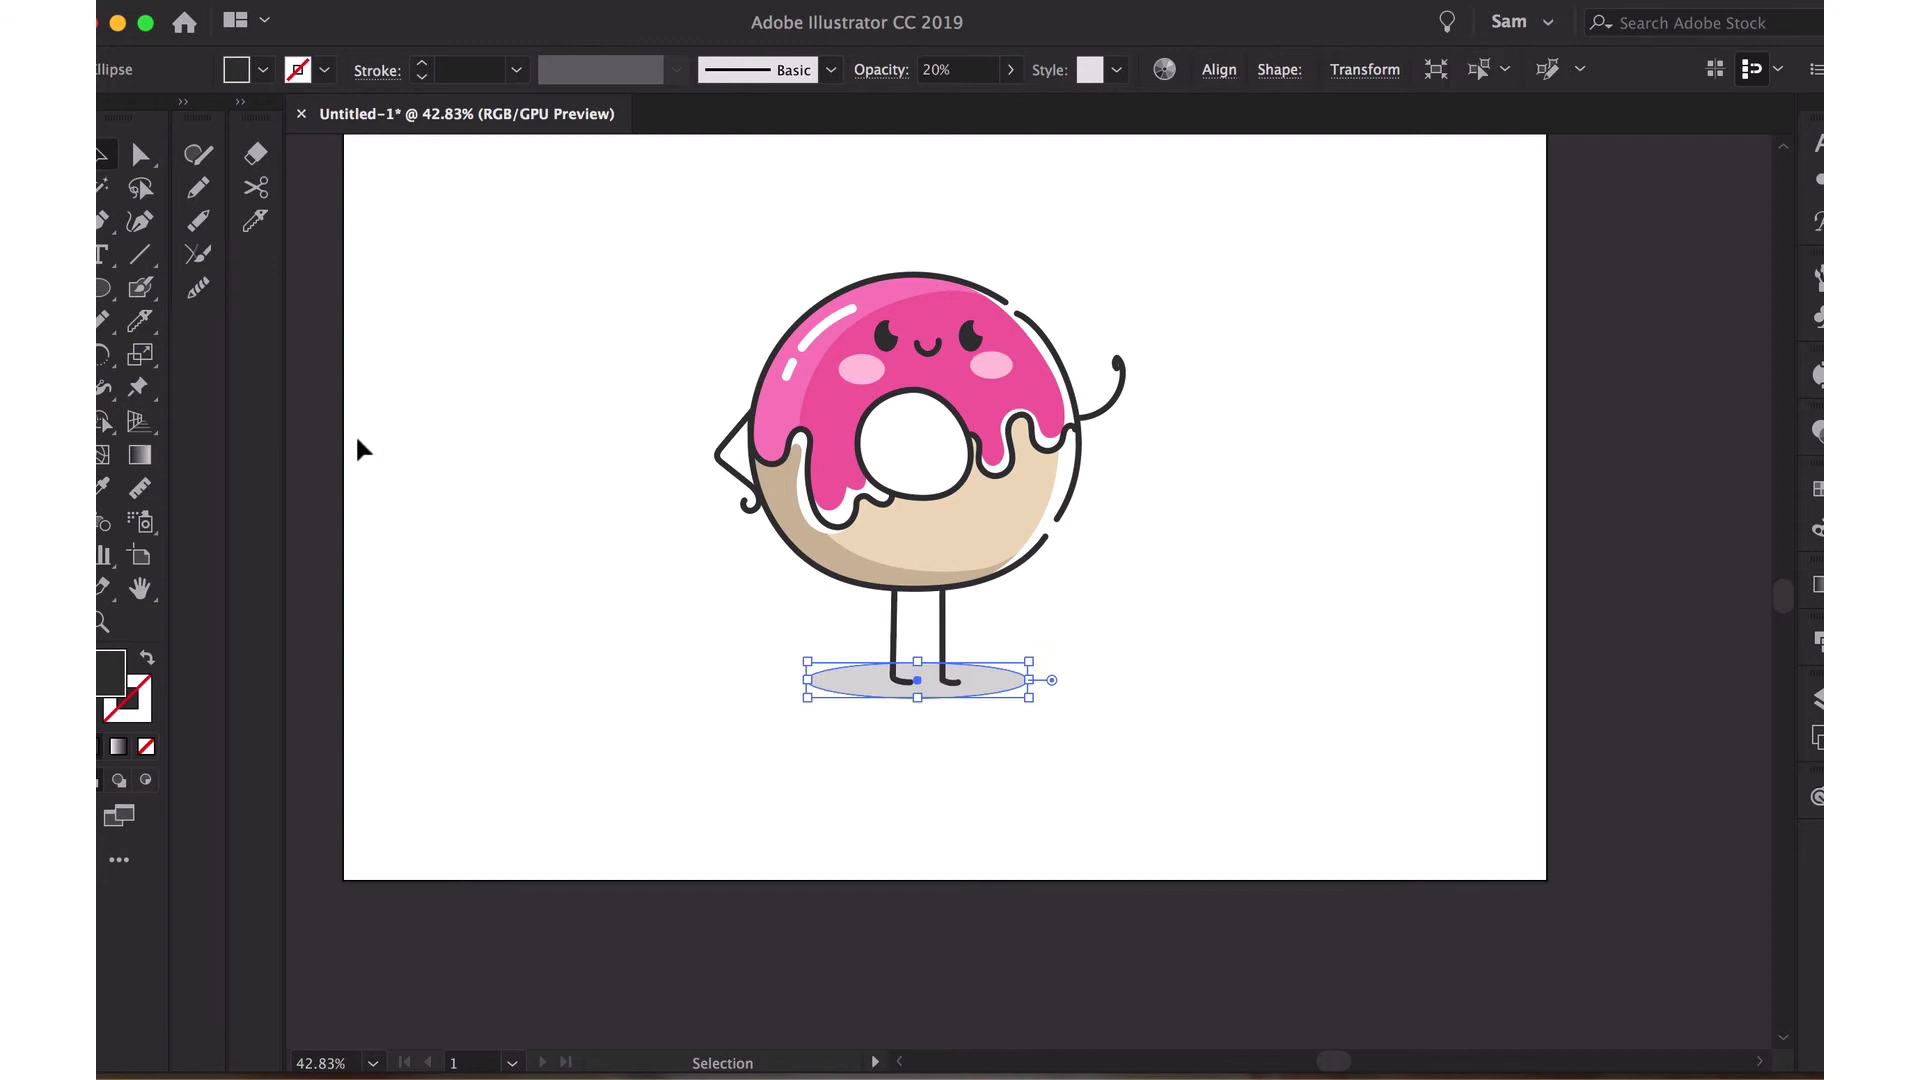 Adobe Illustrator CC 2019
Sam
Search Adobe Stock
llipse
Stroke:
Basic
Opacity: 20%
Style:
Align
Shape:
Transform
× Untitled-1* @ 42.83% (RGB/GPU Preview)
42.83%
1
Selection